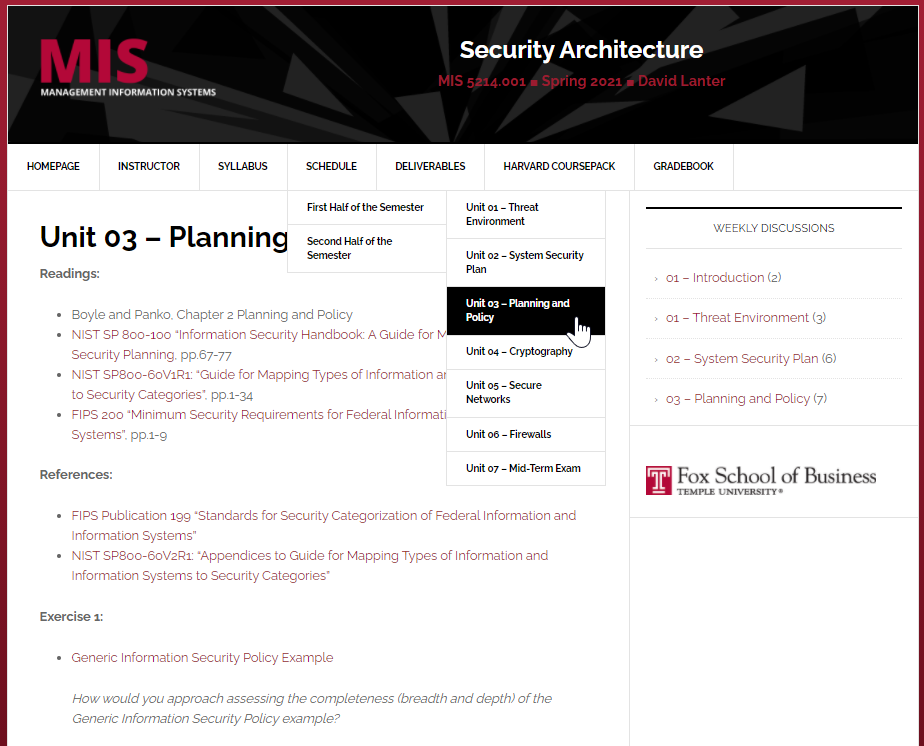 MIS
MANAGEMENT INFORMATION SYSTEMS
Security Architecture
MIS 5214.001 ■ Spring 2021 ■ David Lanter
HOMEPAGE
INSTRUCTOR
SYLLABUS
SCHEDULE
DELIVERABLES
HARVARD COURSEPACK
GRADEBOOK
First Half of the Semester
Second Half of the
Semester
Unit 01 – Threat
Environment
Unit 02 – System Security
Plan
Unit 03 – Planning and
Policy
Unit 04 – Cryptography
Unit 05 – Secure
Networks
Unit 06 – Firewalls
Unit 07 – Mid-Term Exam
Unit 03 – Planning
Readings:
• Boyle and Panko, Chapter 2 Planning and Policy
• NIST SP 800-100 “Information Security Handbook: A Guide for
Security Planning, pp.67-77
• NIST SP800-60V1R1: “Guide for Mapping Types of Information
to Security Categories”, pp.1-34
• FIPS 200 “Minimum Security Requirements for Federal
Systems”, pp.1-9
References:
• FIPS Publication 199 “Standards for Security Categorization of Federal Information and
Information Systems”
• NIST SP800-60V2R1: “Appendices to Guide for Mapping Types of Information and
Information Systems to Security Categories”
Exercise 1:
• Generic Information Security Policy Example
How would you approach assessing the completeness (breadth and depth) of the
Generic Information Security Policy example?
WEEKLY DISCUSSIONS
› 01 – Introduction (2)
› 01 – Threat Environment (3)
› 02 – System Security Plan (6)
› 03 – Planning and Policy (7)
Fox School of Business
TEMPLE UNIVERSITY®